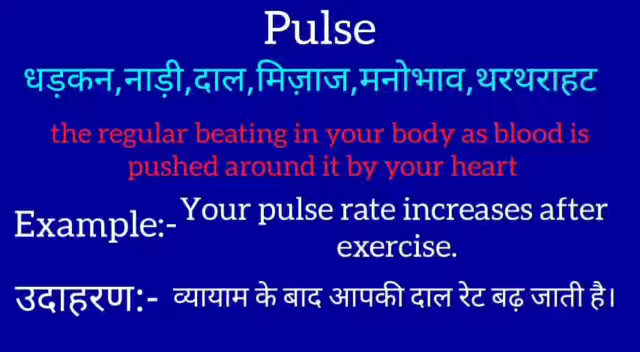 Pulse
धड़कन,नाड़ी,दाल,मिज़ाज,मनोभाव,थरथराहट
the regular beating in your body as blood is
pushed around it by your heart
Example:- Your pulse rate increases after
exercise.
उदाहरण:- व्यायाम के बाद आपकी दाल रेट बढ़ जाती है।